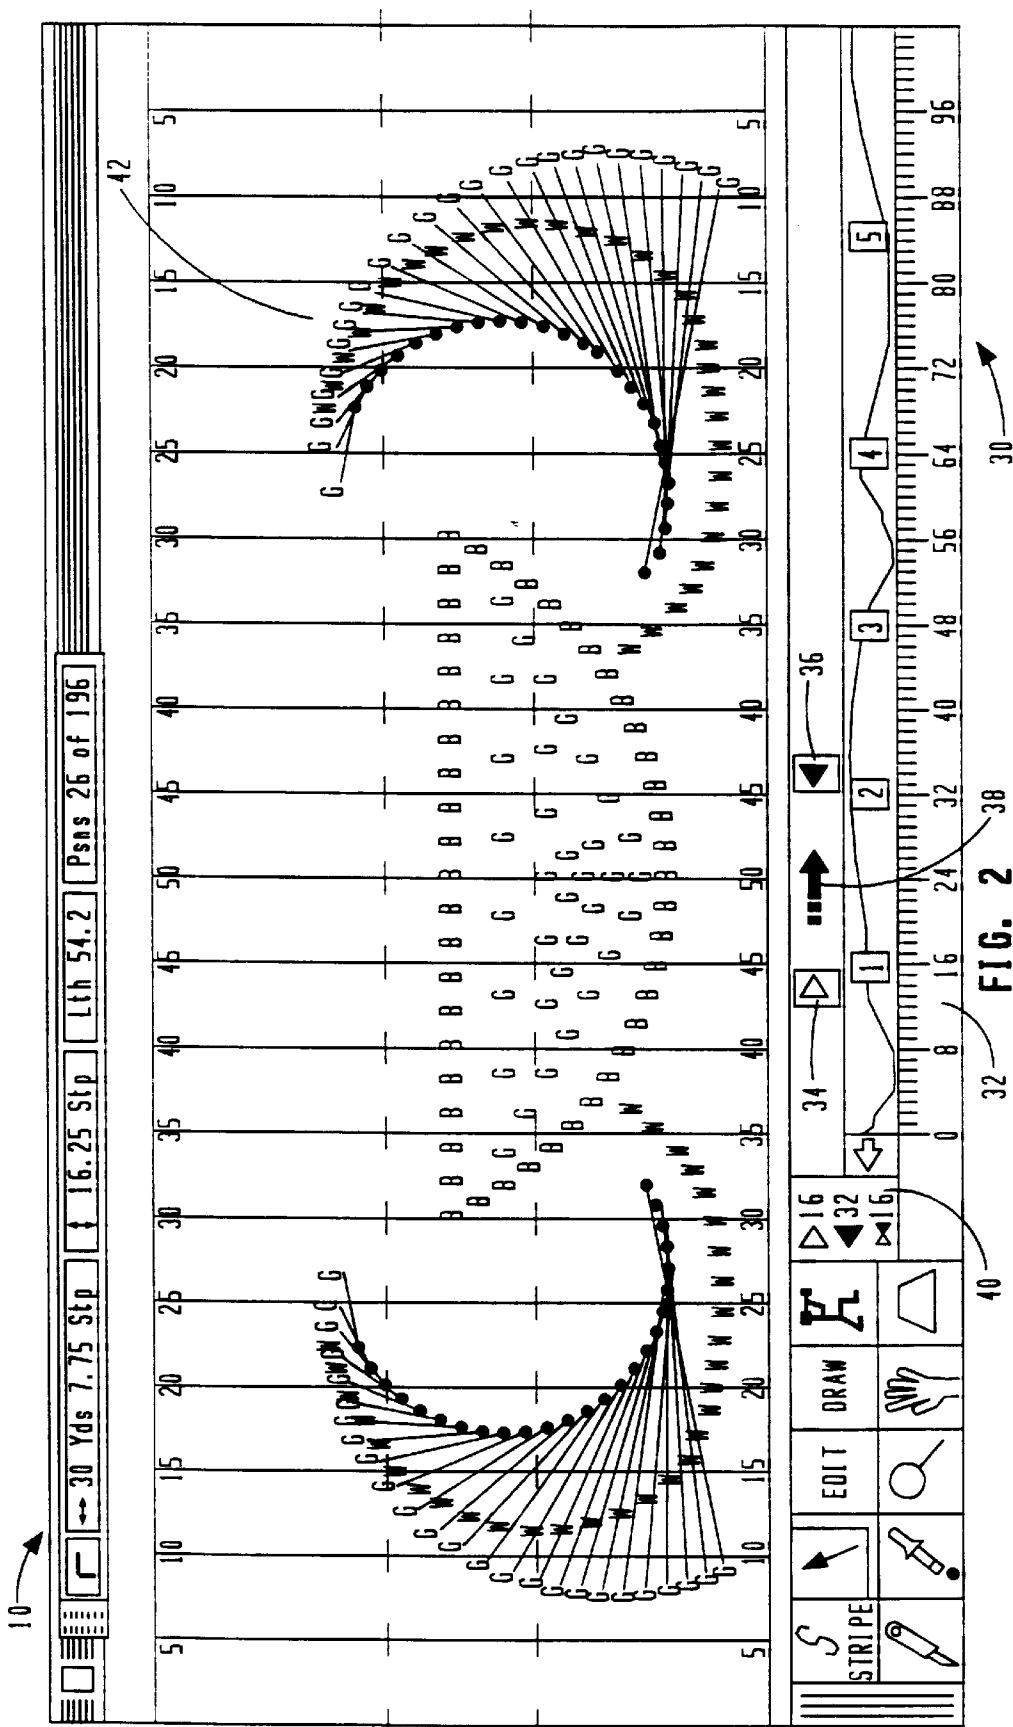 10
↔ 30 Yds 7.75 Stp
↕ 16.25 Stp
Lth 54.2
Psns 26 of 196
42
5 10 15 20 25 30 35 40 45 50 45 40 35 30 25 20 15 10 5
G G G G G G G G G G G G G G G G G G G G G G G G
W W W W W W W W W W W W W W W W W W W W W W W W
B B B B B B B B B B B B B B B B B B B B B
5 10 15 20 25 30 35 40 45 50 45 40 35 30 25 20 15 10 5
S
STRIPE
EDIT
DRAW
▷16
◀32
16
40
34
36
38
1 2 3 4 5
0 8 16 24 32 40 48 56 64 72 80 88 96
32
30
FIG. 2